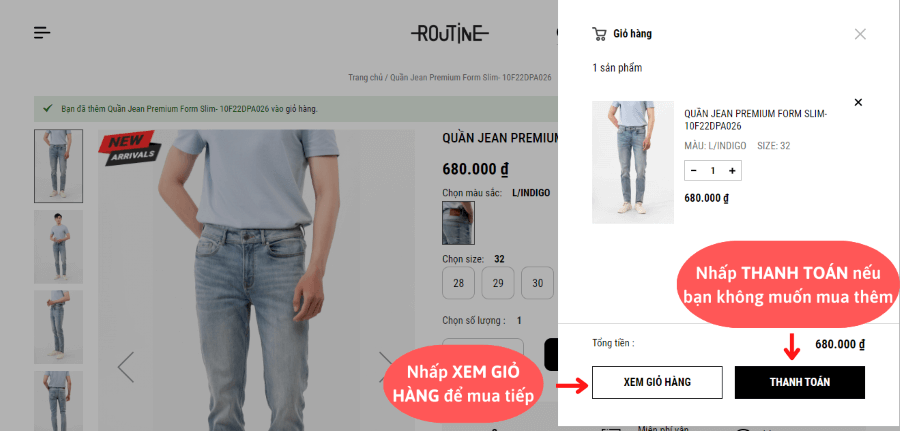 ROUTINE
Trang chủ / Quần Jean Premium Form Slim- 10F22DPA026
Bạn đã thêm Quần Jean Premium Form Slim- 10F22DPA026 vào giỏ hàng.
NEW
ARRIVALS
QUẦN JEAN PREMIUM
680.000 ₫
Chọn màu sắc: L/INDIGO
Chọn size: 32
28 29 30
Chọn số lượng : 1
Giỏ hàng
1 sản phẩm
QUẦN JEAN PREMIUM FORM SLIM-
10F22DPA026
MÀU: L/INDIGO SIZE: 32
− 1 +
680.000 ₫
Nhấp THANH TOÁN nếu
bạn không muốn mua thêm
Tổng tiền : 680.000 ₫
Nhấp XEM GIỎ
HÀNG để mua tiếp
XEM GIỎ HÀNG
THANH TOÁN